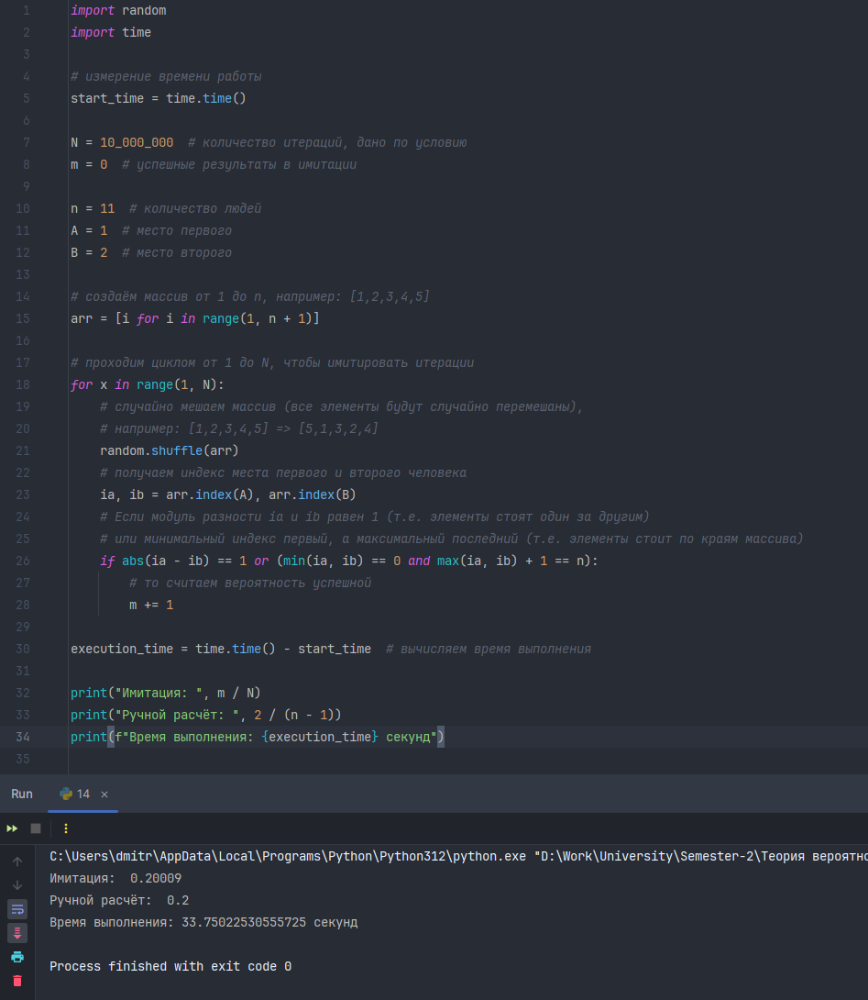 1 import random
2 import time
3
4 # измерение времени работы
5 start_time = time.time()
6
7 N = 10_000_000  # количество итераций, дано по условию
8 m = 0  # успешные результаты в имитации
9
10 n = 11  # количество людей
11 A = 1  # место первого
12 B = 2  # место второго
13
14 # создаём массив от 1 до n, например: [1,2,3,4,5]
15 arr = [i for i in range(1, n + 1)]
16
17 # проходим циклом от 1 до N, чтобы имитировать итерации
18 for x in range(1, N):
19     # случайно мешаем массив (все элементы будут случайно перемешаны),
20     # например: [1,2,3,4,5] => [5,1,3,2,4]
21     random.shuffle(arr)
22     # получаем индекс места первого и второго человека
23     ia, ib = arr.index(A), arr.index(B)
24     # Если модуль разности ia и ib равен 1 (т.е. элементы стоят один за другим)
25     # или минимальный индекс первый, а максимальный последний (т.е. элементы стоит по краям массива)
26     if abs(ia - ib) == 1 or (min(ia, ib) == 0 and max(ia, ib) + 1 == n):
27         # то считаем вероятность успешной
28         m += 1
29
30 execution_time = time.time() - start_time  # вычисляем время выполнения
31
32 print("Имитация: ", m / N)
33 print("Ручной расчёт: ", 2 / (n - 1))
34 print(f"Время выполнения: {execution_time} секунд")
35
Run 14 ×
C:\Users\dmitr\AppData\Local\Programs\Python\Python312\python.exe "D:\Work\University\Semester-2\Теория вероятно
Имитация:  0.20009
Ручной расчёт:  0.2
Время выполнения: 33.75022530555725 секунд
Process finished with exit code 0